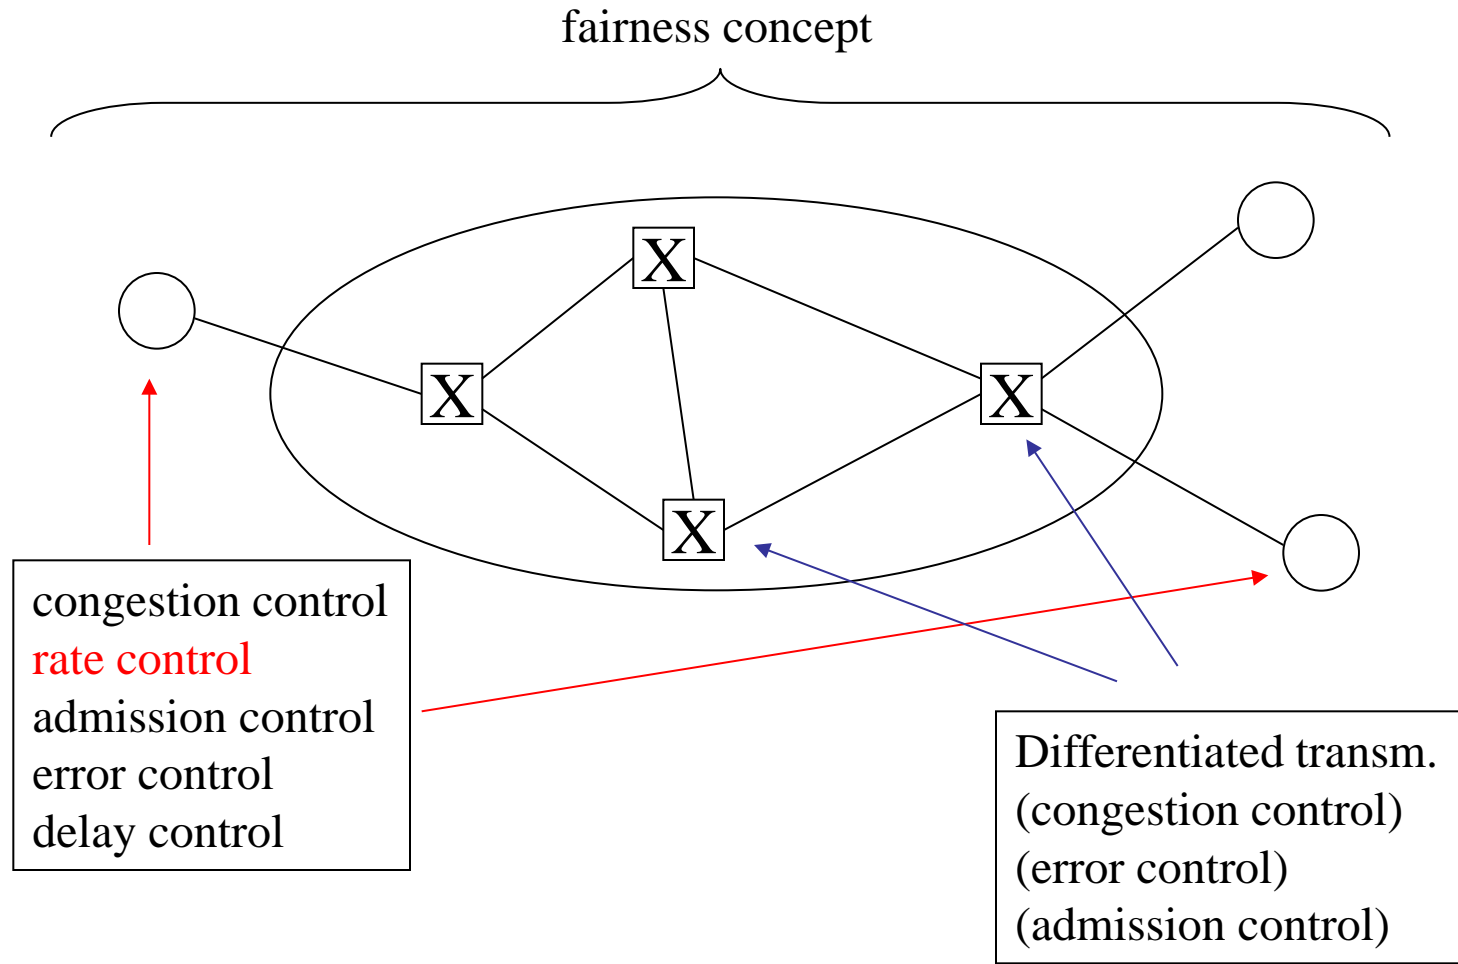 fairness concept
X
X
X
X
congestion control
rate control
admission control
error control
delay control
Differentiated transm.
(congestion control)
(error control)
(admission control)